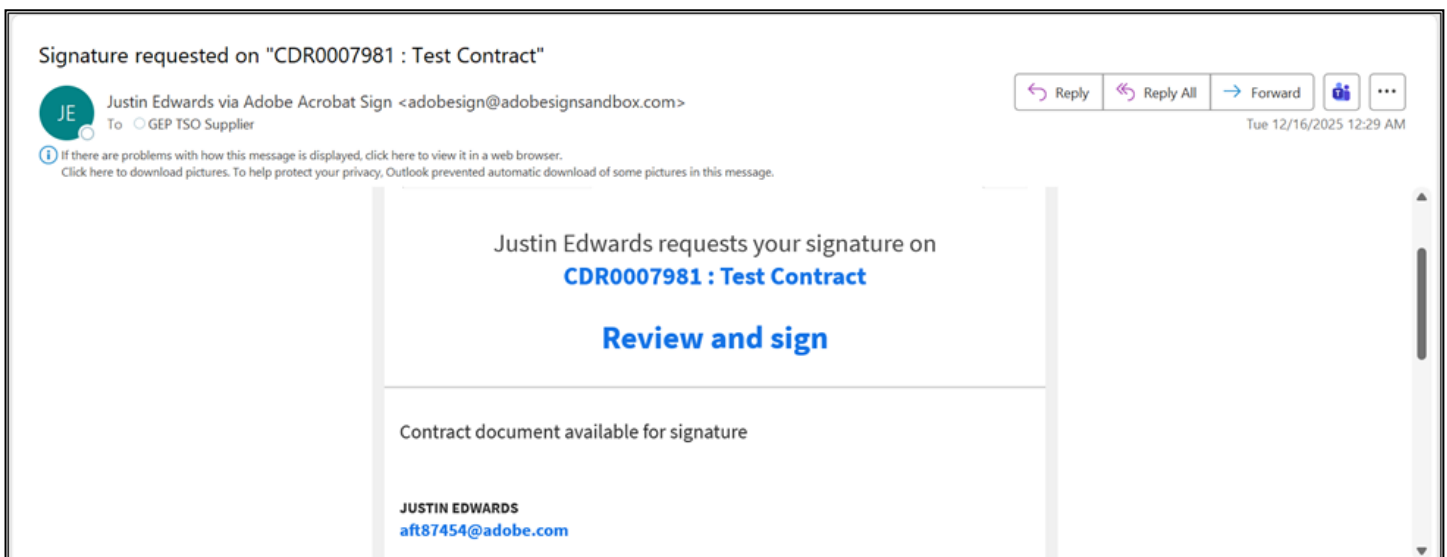 Signature requested on "CDR0007981 : Test Contract"
JE
Justin Edwards via Adobe Acrobat Sign <adobesign@adobesignsandbox.com>
To GEP TSO Supplier
Reply
Reply All
Forward
Tue 12/16/2025 12:29 AM
If there are problems with how this message is displayed, click here to view it in a web browser.
Click here to download pictures. To help protect your privacy, Outlook prevented automatic download of some pictures in this message.
Justin Edwards requests your signature on
CDR0007981 : Test Contract
Review and sign
Contract document available for signature
JUSTIN EDWARDS
aft87454@adobe.com